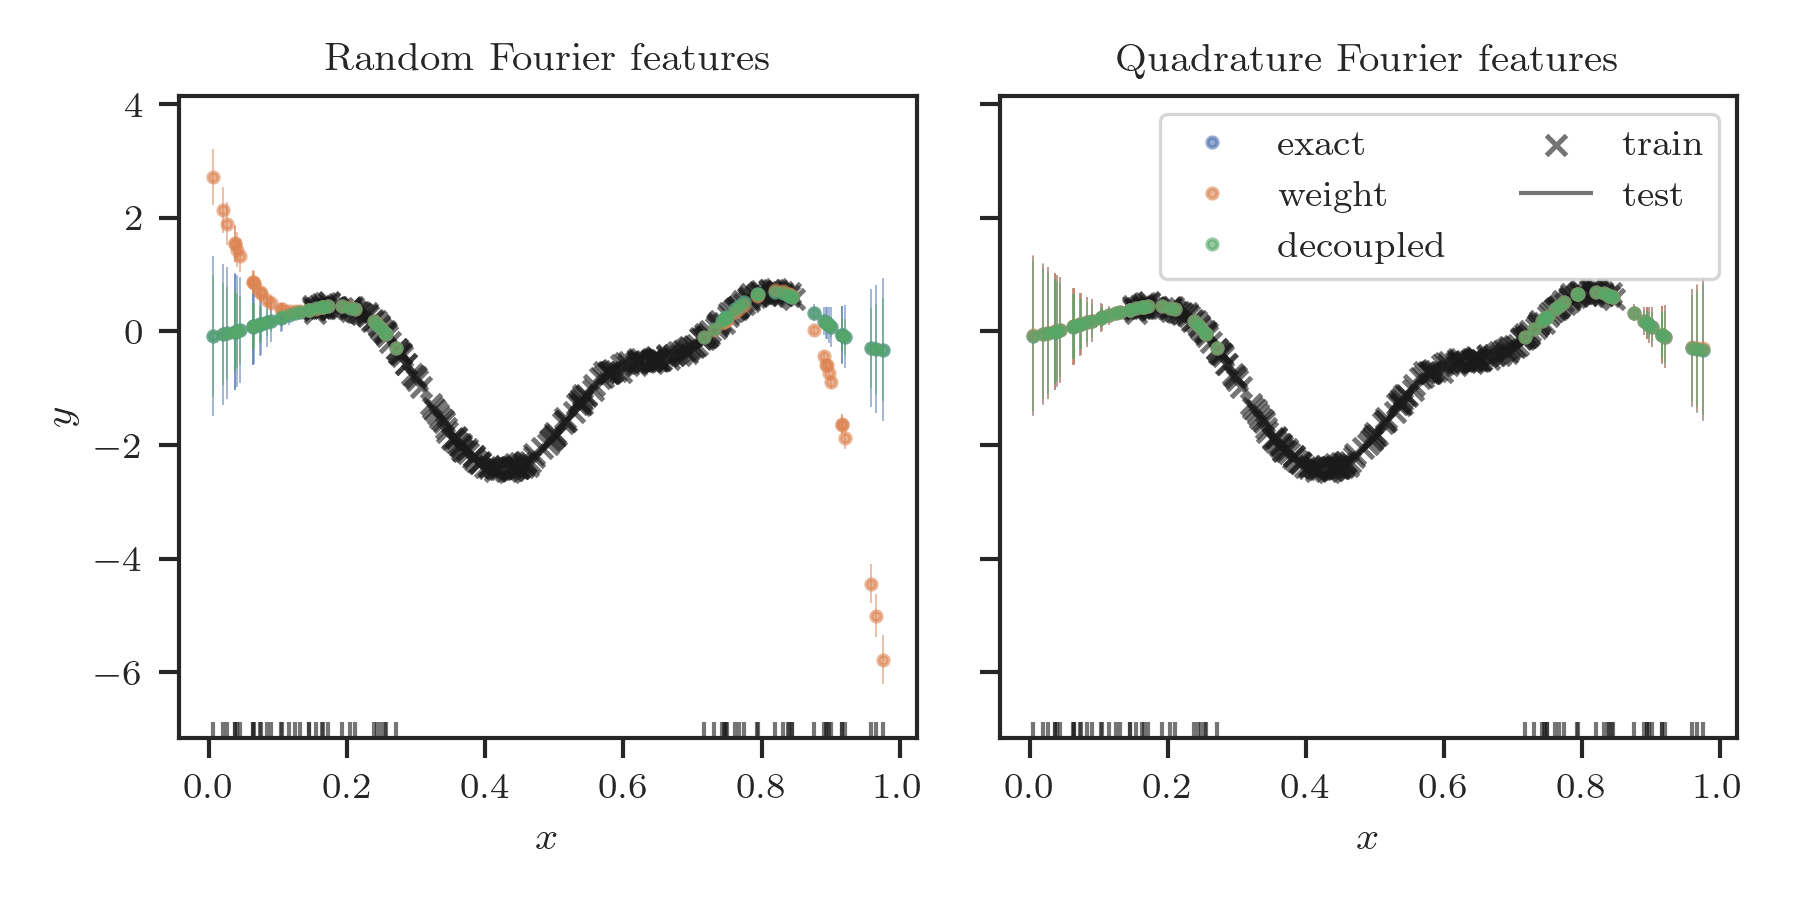 Random Fourier features
Quadrature Fourier features
4
2
0
−2
−4
−6
y
0.0 0.2 0.4 0.6 0.8 1.0
x
exact
weight
decoupled
train
test
0.0 0.2 0.4 0.6 0.8 1.0
x